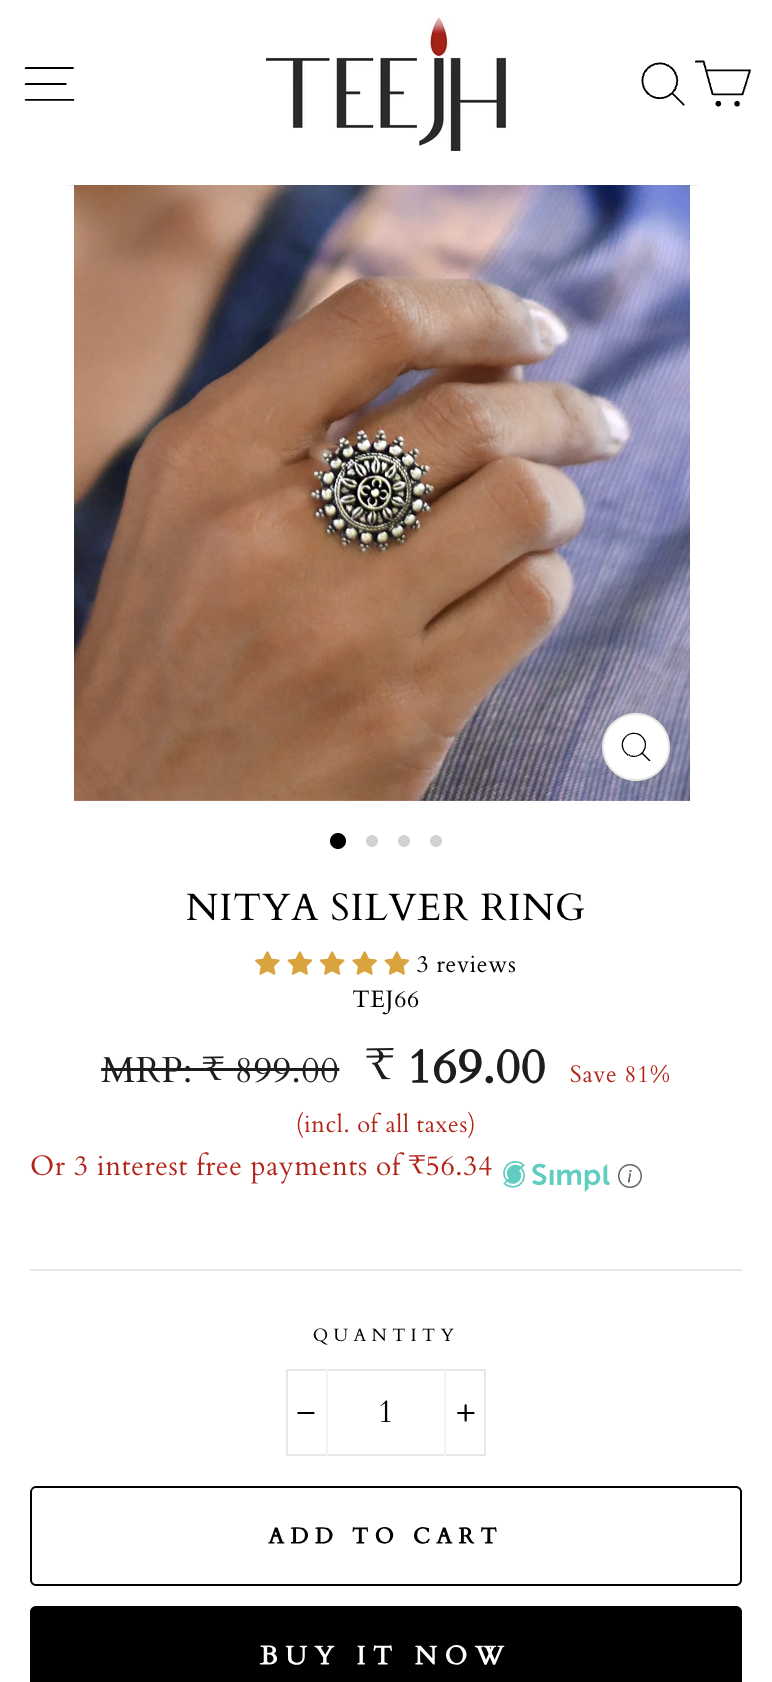 TEEJH
NITYA SILVER RING
3 reviews
TEJ66
MRP: ₹ 899.00 ₹ 169.00 Save 81%
(incl. of all taxes)
Or 3 interest free payments of ₹56.34 Sımpl i
QUANTITY
− 1 +
ADD TO CART
BUY IT NOW